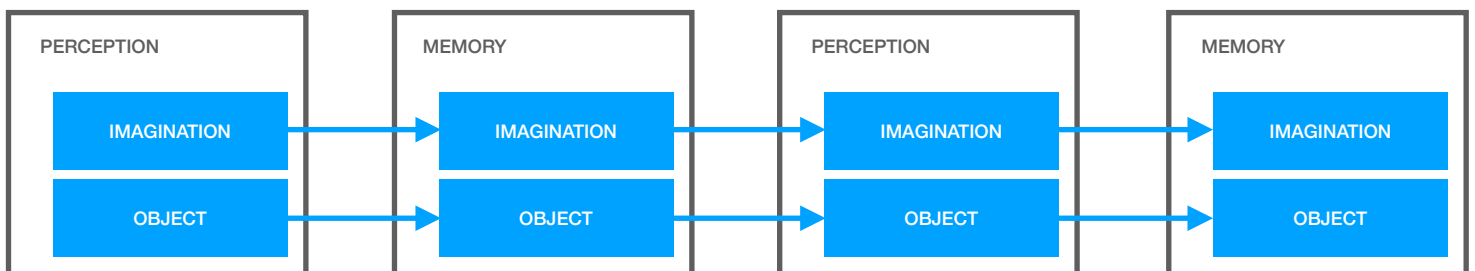 PERCEPTION
MEMORY
PERCEPTION
MEMORY
IMAGINATION
IMAGINATION
IMAGINATION
IMAGINATION
OBJECT
OBJECT
OBJECT
OBJECT